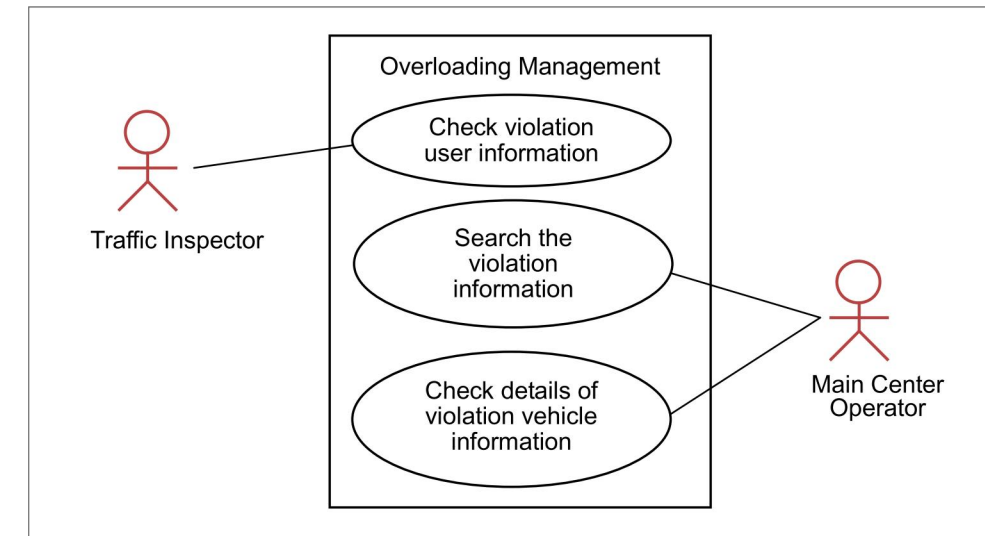 Overloading Management
Check violation
user information
Traffic Inspector
Search the
violation
information
Check details of
violation vehicle
information
Main Center
Operator